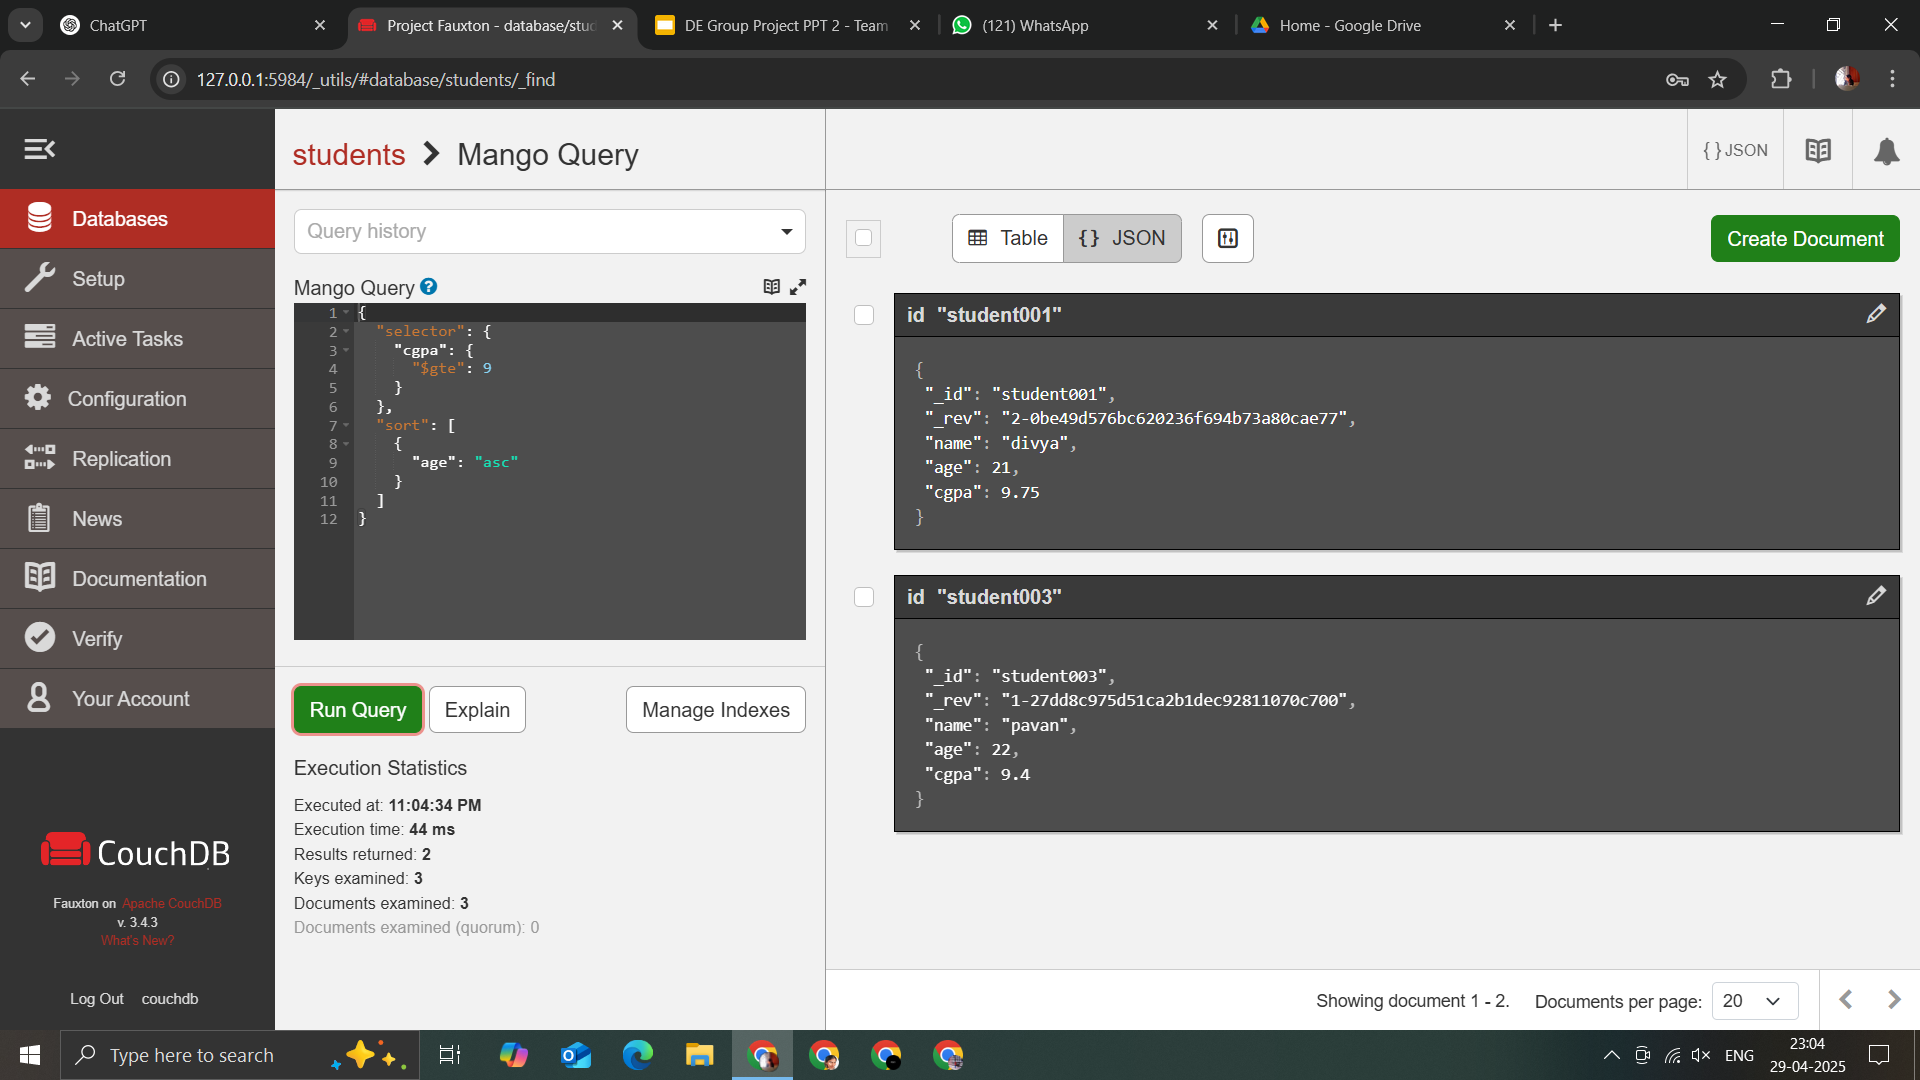 ChatGPT
Project Fauxton - database/stud
DE Group Project PPT 2 - Team
(121) WhatsApp
Home - Google Drive
127.0.0.1:5984/_utils/#database/students/_find
students > Mango Query
{ } JSON
Databases
Setup
Active Tasks
Configuration
Replication
News
Documentation
Verify
Your Account
CouchDB
Fauxton on Apache CouchDB
v. 3.4.3
What's New?
Log Out couchdb
Query history
Mango Query ?
1 {
2 "selector": {
3 "cgpa": {
4 "$gte": 9
5 }
6 },
7 "sort": [
8 {
9 "age": "asc"
10 }
11 ]
12 }
Run Query
Explain
Manage Indexes
Execution Statistics
Executed at: 11:04:34 PM
Execution time: 44 ms
Results returned: 2
Keys examined: 3
Documents examined: 3
Documents examined (quorum): 0
Table
{} JSON
Create Document
id "student001"
{
"_id": "student001",
"_rev": "2-0be49d576bc620236f694b73a80cae77",
"name": "divya",
"age": 21,
"cgpa": 9.75
}
id "student003"
{
"_id": "student003",
"_rev": "1-27dd8c975d51ca2b1dec92811070c700",
"name": "pavan",
"age": 22,
"cgpa": 9.4
}
Showing document 1 - 2.
Documents per page: 20
Type here to search
ENG
23:04
29-04-2025